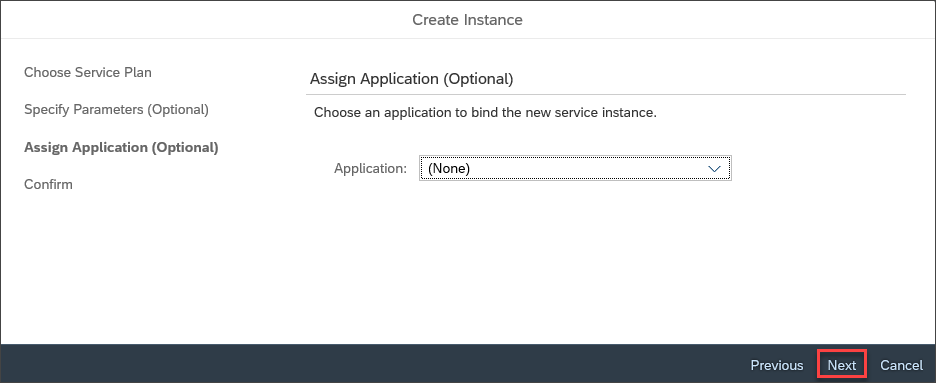 Create Instance
Choose Service Plan
Specify Parameters (Optional)
Assign Application (Optional)
Confirm
Assign Application (Optional)
Choose an application to bind the new service instance.
Application: (None)
Previous Next Cancel